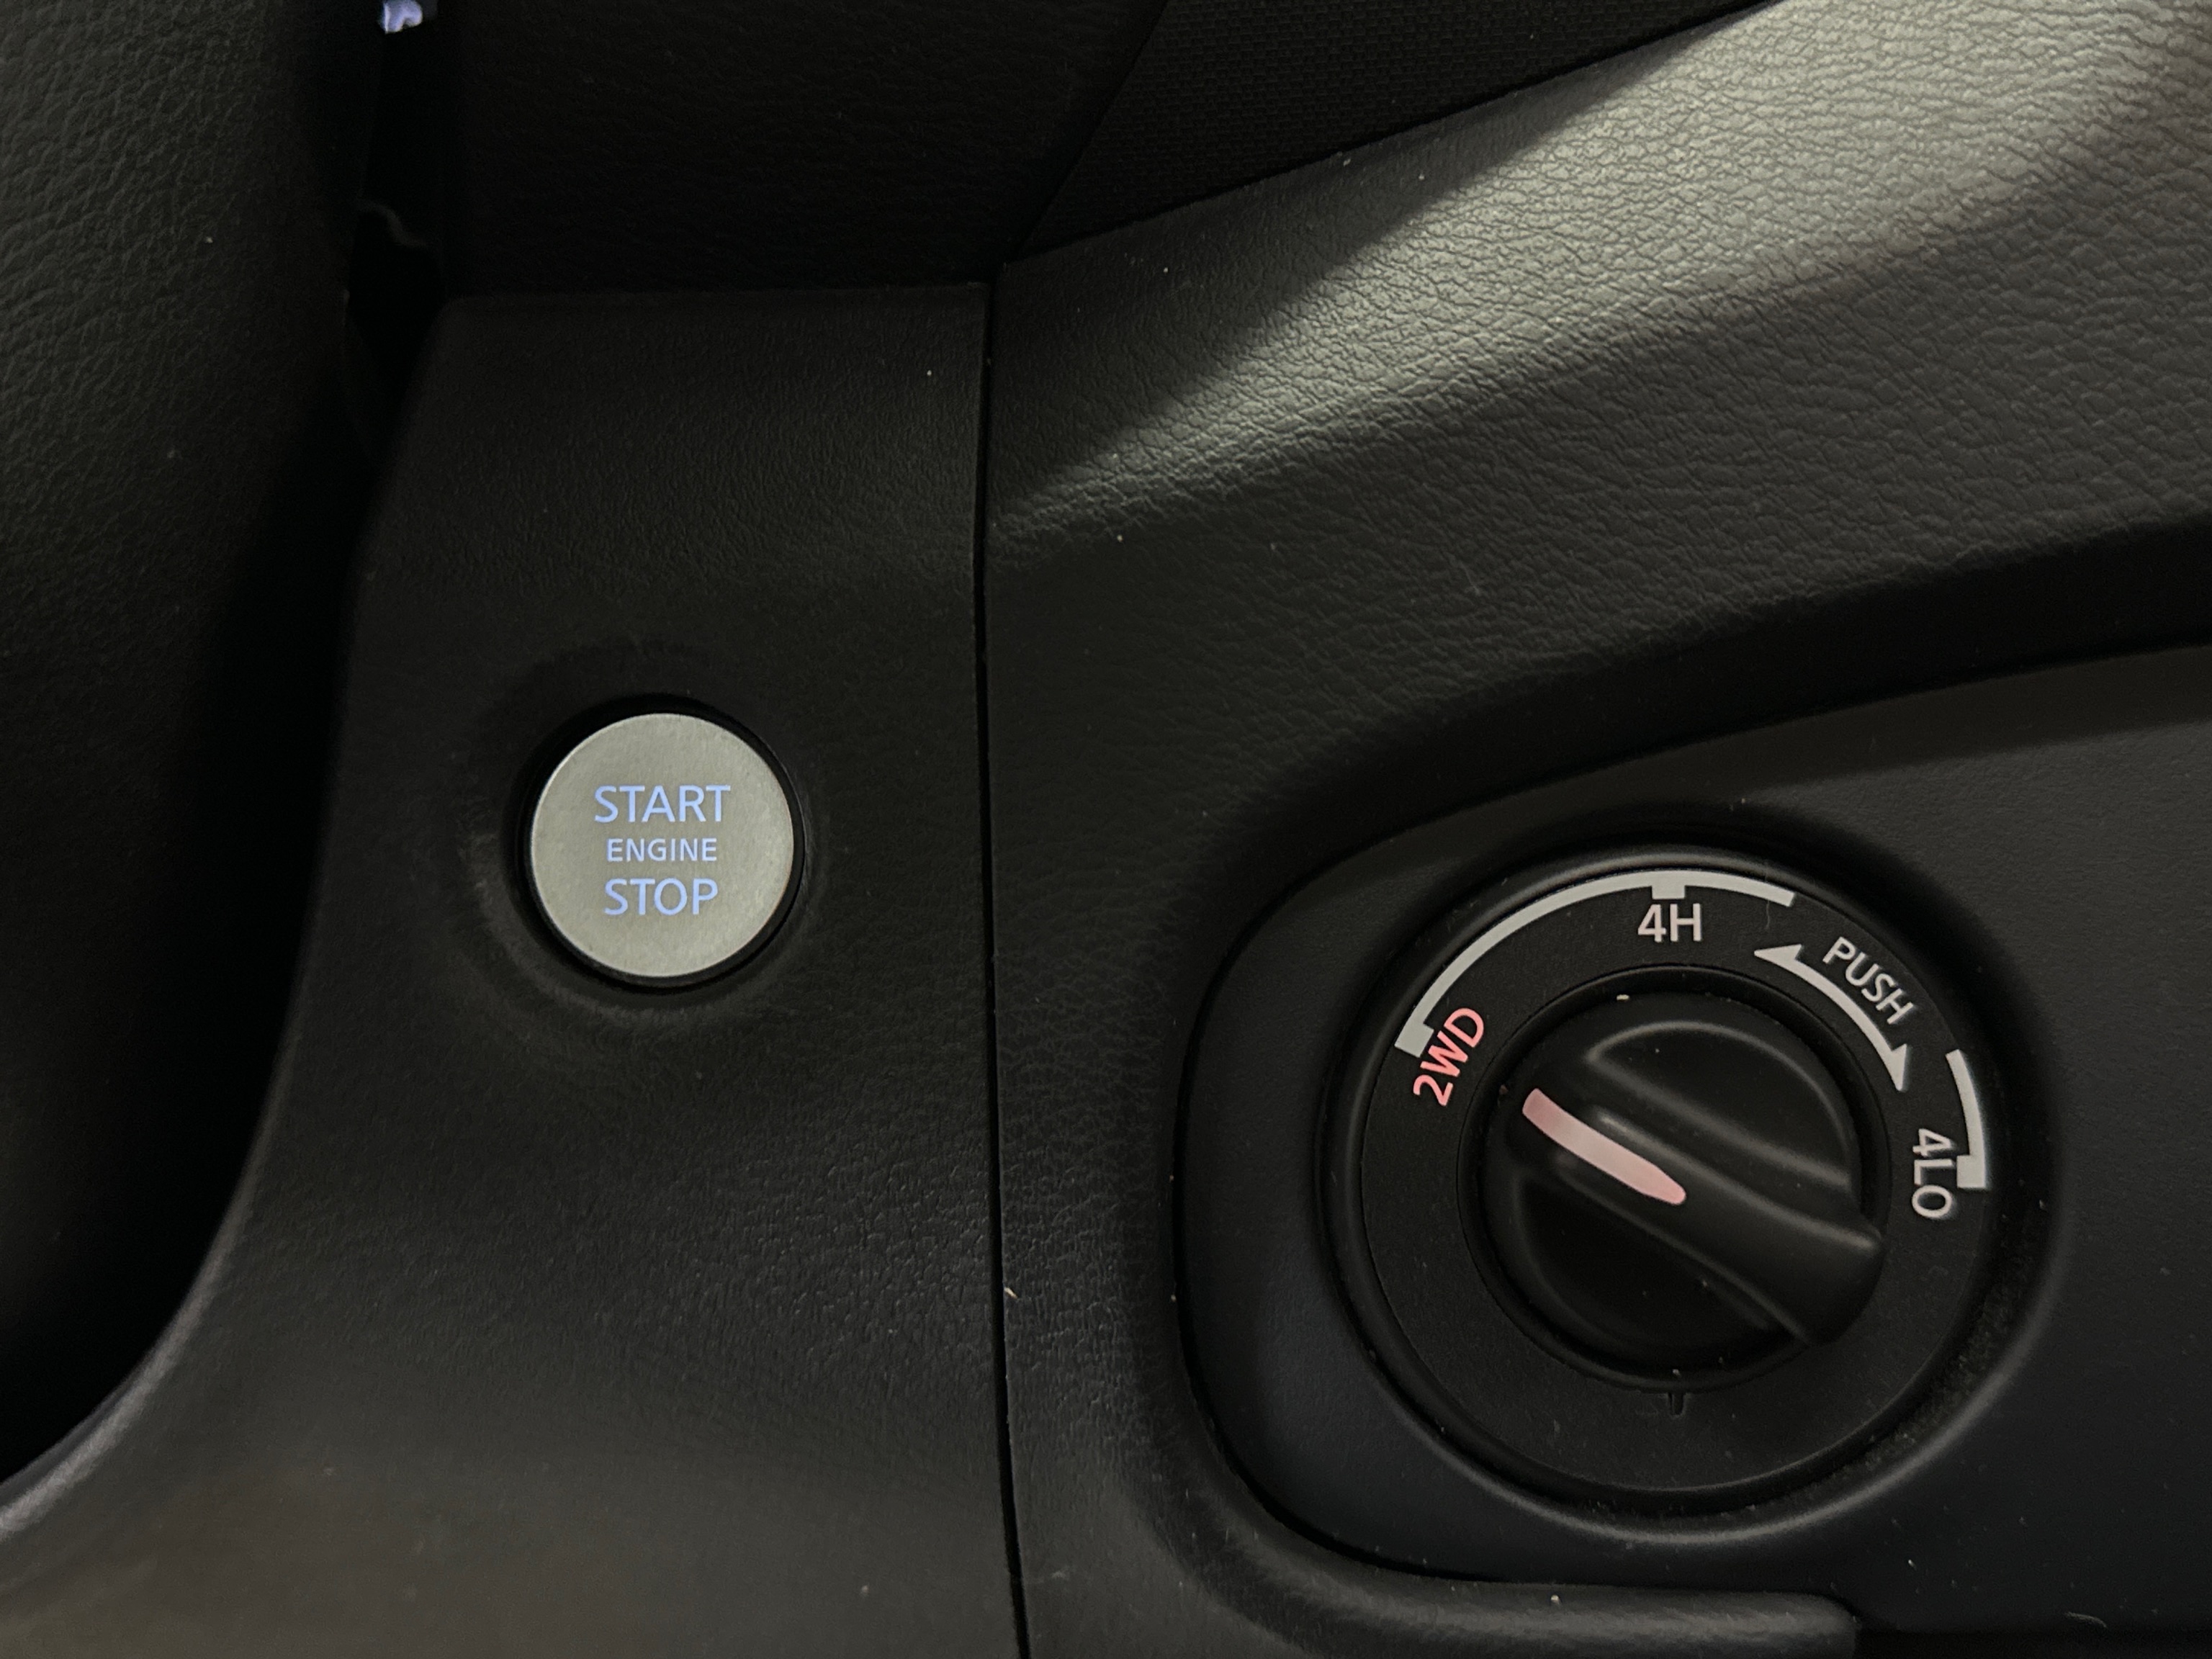 START
ENGINE
STOP
2WD
4H
PUSH
4LO